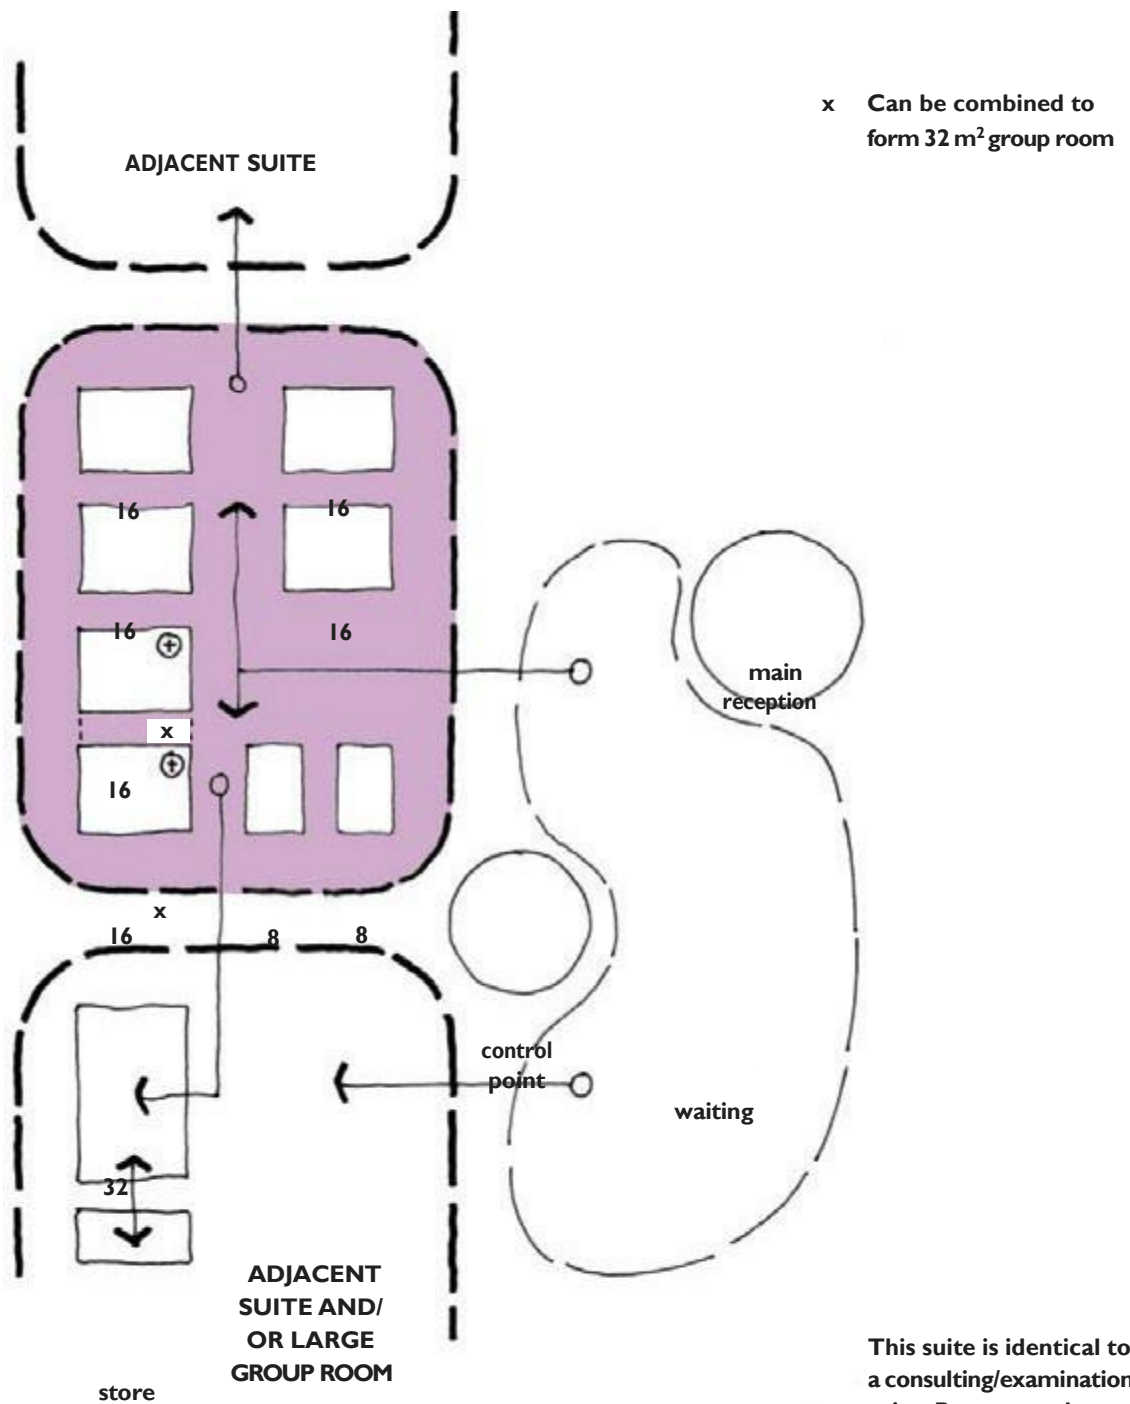 x Can be combined to
form 32 m² group room
ADJACENT SUITE
16 16
16 16
main
reception
x
16
x
16 8 8
control
point
waiting
32
ADJACENT
SUITE AND/
OR LARGE
GROUP ROOM
store
This suite is identical to
a consulting/examination